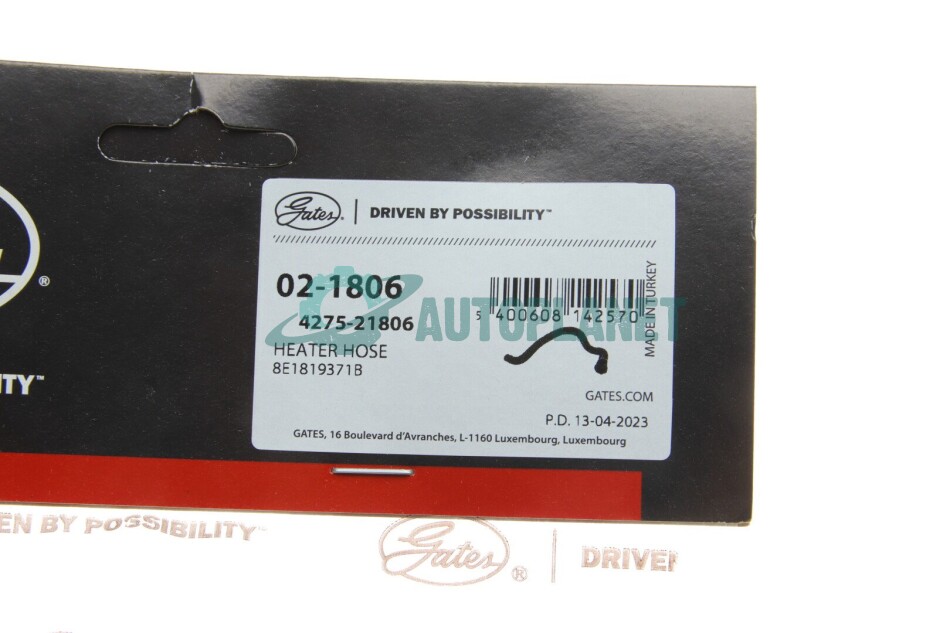 Gates® | DRIVEN BY POSSIBILITY™
02-1806
4275-21806
HEATER HOSE
8E1819371B
5 400608 142570
MADE IN TURKEY
AUTOPLANET
GATES.COM
P.D. 13-04-2023
GATES, 16 Boulevard d'Avranches, L-1160 Luxembourg, Luxembourg
®
ITY™
EN BY POSSIBILITY™
Gates® | DRIVEN